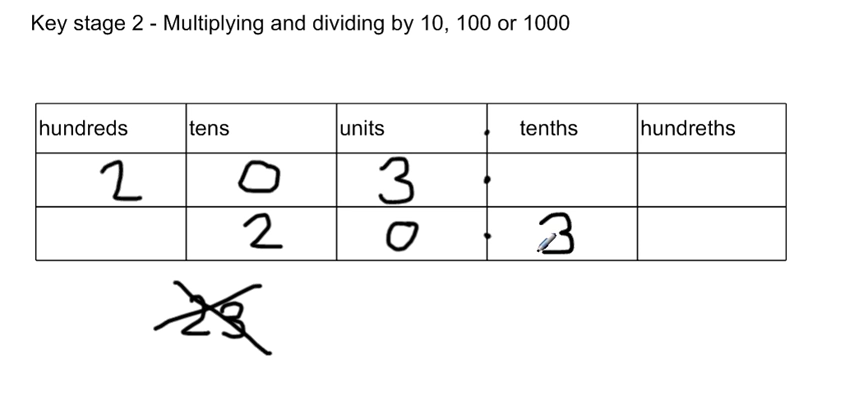 Key stage 2 - Multiplying and dividing by 10, 100 or 1000
hundreds tens units . tenths hundreths
2 0 3 .
2 0 . 3
23